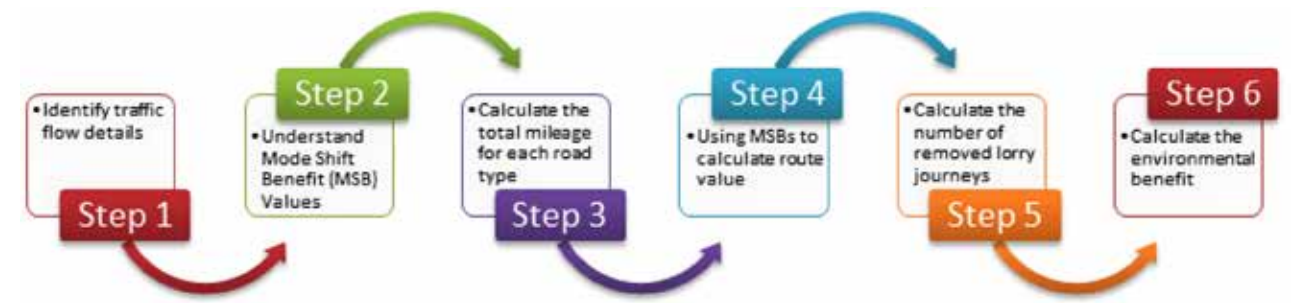 •Identify traffic
flow details
Step 1
Step 2
•Understand
Mode Shift
Benefit (MSB)
Values
•Calculate the
total mileage
for each road
type
Step 3
Step 4
•Using MSBs to
calculate route
value
•Calculate the
number of
removed lorry
journeys
Step 5
Step 6
•Calculate the
environmental
benefit